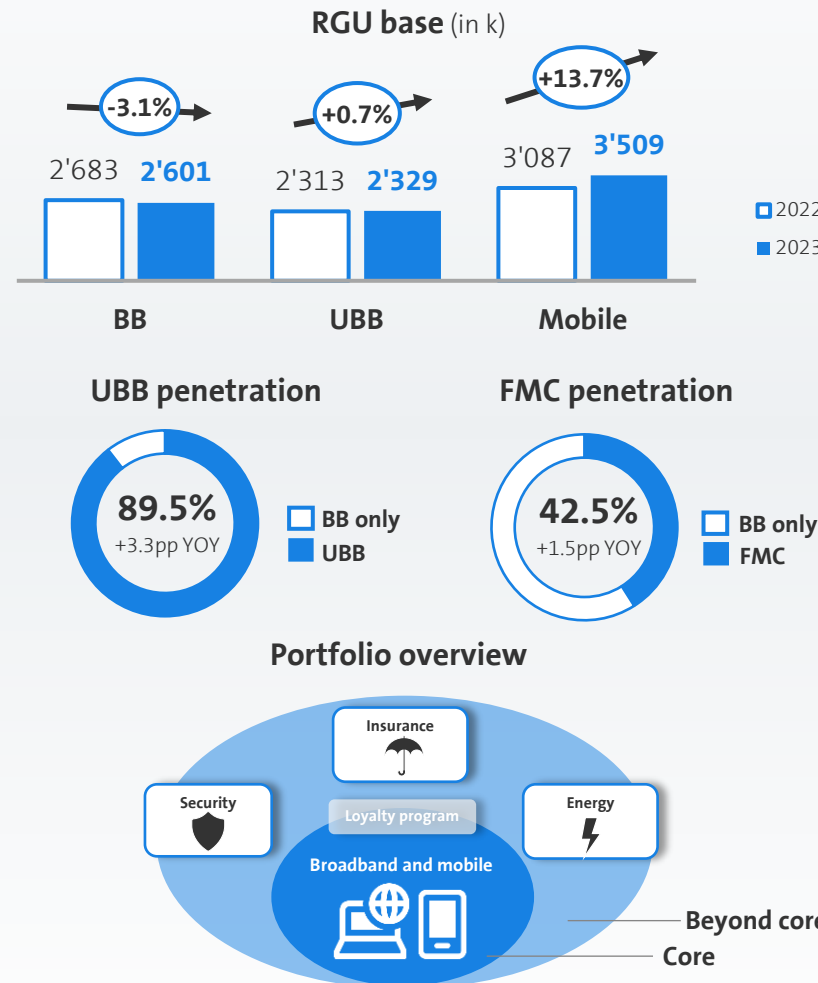 RGU base (in k)
-3.1%
+0.7%
+13.7%
2'683 2'601
2'313 2'329
3'087 3'509
2022
2023
BB
UBB
Mobile
UBB penetration
FMC penetration
89.5%
+3.3pp YOY
BB only
UBB
42.5%
+1.5pp YOY
BB only
FMC
Portfolio overview
Insurance
Security
Energy
Loyalty program
Broadband and mobile
Beyond core
Core